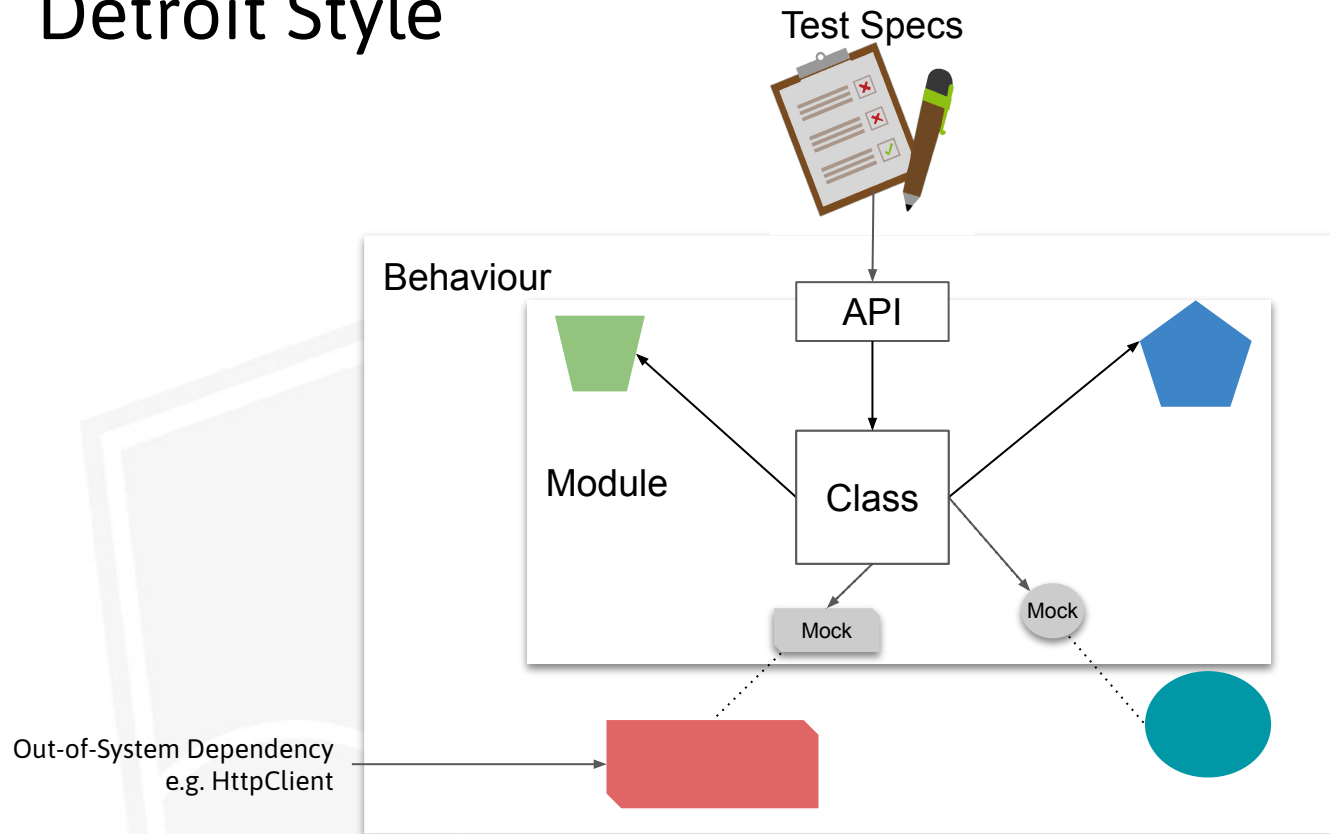 Detroit Style
Test Specs
Behaviour
API
Module
Class
Mock
Mock
Out-of-System Dependency
e.g. HttpClient